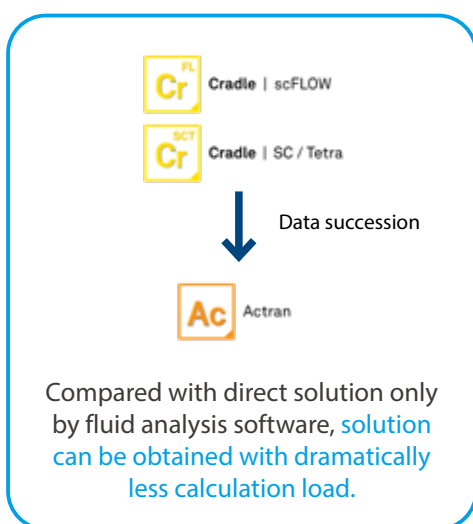 FL
Cr
Cradle | scFLOW
SCT
Cr
Cradle | SC / Tetra
Data succession
Ac
Actran
Compared with direct solution only
by fluid analysis software, solution
can be obtained with dramatically
less calculation load.